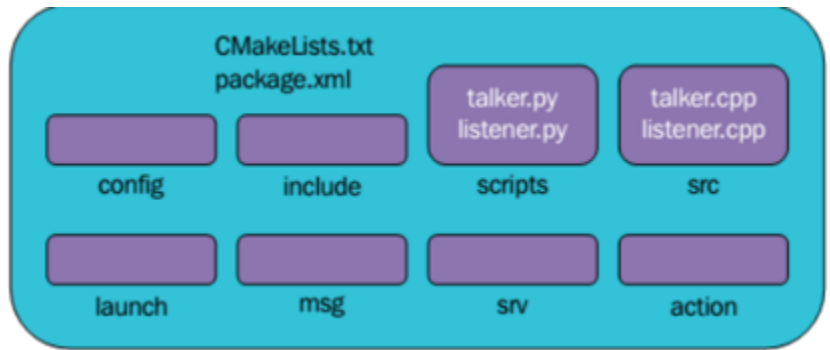 CMakeLists.txt
package.xml
talker.py
listener.py
talker.cpp
listener.cpp
config
include
scripts
src
launch
msg
srv
action